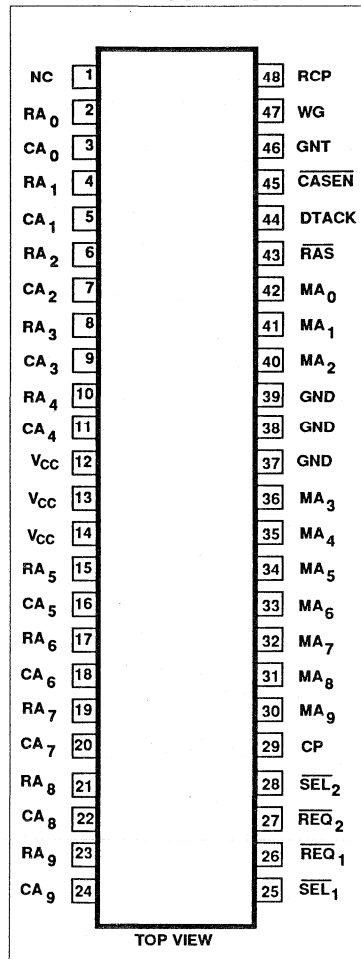 NC 1 48 RCP
RA0 2 47 WG
CA0 3 46 GNT
RA1 4 45 CASEN
CA1 5 44 DTACK
RA2 6 43 RAS
CA2 7 42 MA0
RA3 8 41 MA1
CA3 9 40 MA2
RA4 10 39 GND
CA4 11 38 GND
VCC 12 37 GND
VCC 13 36 MA3
VCC 14 35 MA4
RA5 15 34 MA5
CA5 16 33 MA6
RA6 17 32 MA7
CA6 18 31 MA8
RA7 19 30 MA9
CA7 20 29 CP
RA8 21 28 SEL2
CA8 22 27 REQ2
RA9 23 26 REQ1
CA9 24 25 SEL1
TOP VIEW